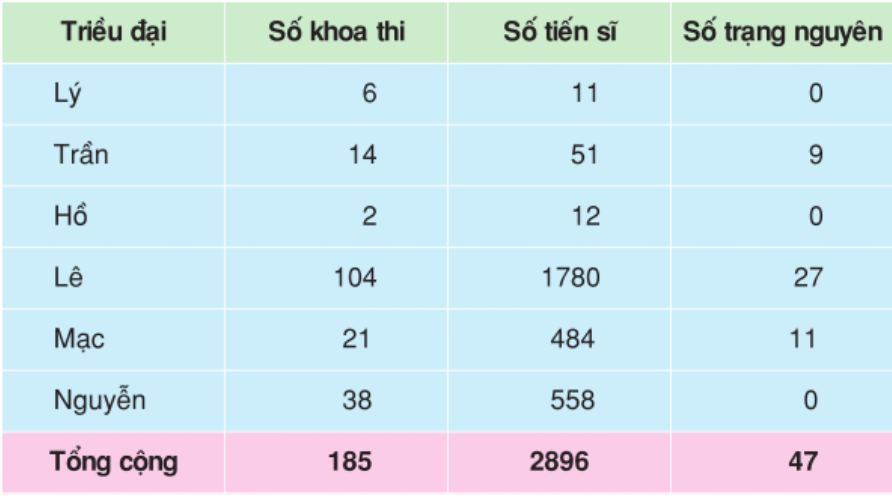 Triều đại Số khoa thi Số tiến sĩ Số trạng nguyên
Lý 6 11 0
Trần 14 51 9
Hồ 2 12 0
Lê 104 1780 27
Mạc 21 484 11
Nguyễn 38 558 0
Tổng cộng 185 2896 47